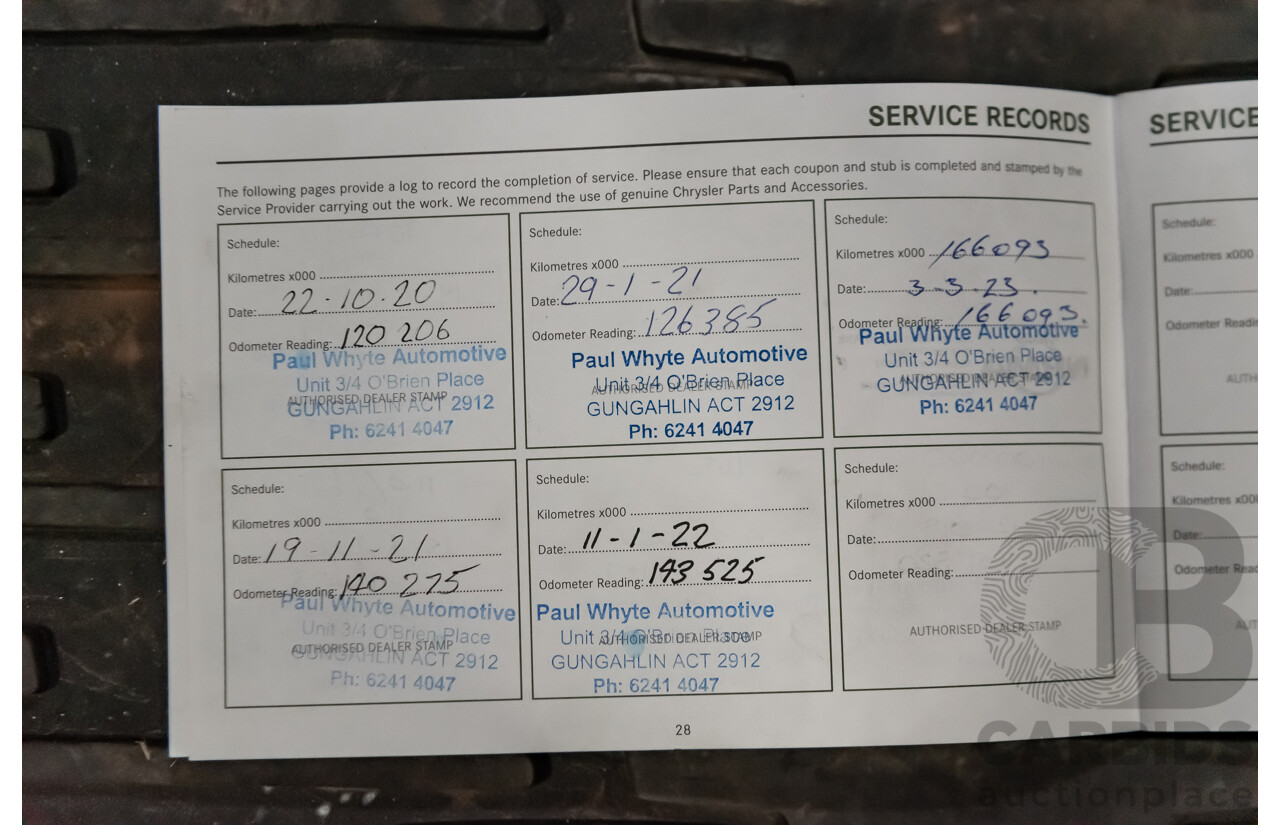 SERVICE RECORDS
The following pages provide a log to record the completion of service. Please ensure that each coupon and stub is completed and stamped by the
Service Provider carrying out the work. We recommend the use of genuine Chrysler Parts and Accessories.
Schedule:
Kilometres x000
Date: 22-10-20
Odometer Reading: 120 206
Paul Whyte Automotive
Unit 3/4 O'Brien Place
AUTHORISED DEALER STAMP
GUNGAHLIN ACT 2912
Ph: 6241 4047
Schedule:
Kilometres x000
Date: 29-1-21
Odometer Reading: 126385
Paul Whyte Automotive
Unit 3/4 O'Brien Place
AUTHORISED DEALER STAMP
GUNGAHLIN ACT 2912
Ph: 6241 4047
Schedule:
Kilometres x000 166093
Date: 3-3-23.
Odometer Reading: 166093.
Paul Whyte Automotive
Unit 3/4 O'Brien Place
AUTHORISED DEALER STAMP
GUNGAHLIN ACT 2912
Ph: 6241 4047
Schedule:
Kilometres x000
Date: 19-11-21
Odometer Reading: 140 275
Paul Whyte Automotive
Unit 3/4 O'Brien Place
AUTHORISED DEALER STAMP
GUNGAHLIN ACT 2912
Ph: 6241 4047
Schedule:
Kilometres x000
Date: 11-1-22
Odometer Reading: 143 525
Paul Whyte Automotive
Unit 3/4 O'Brien Place
AUTHORISED DEALER STAMP
GUNGAHLIN ACT 2912
Ph: 6241 4047
Schedule:
Kilometres x000
Date:
Odometer Reading:
AUTHORISED DEALER STAMP
28
SERVICE
Schedule:
Kilometres x000
Date:
Odometer
Schedule:
Kilometres
Date:
Odometer
CARBIDS
auctionplace